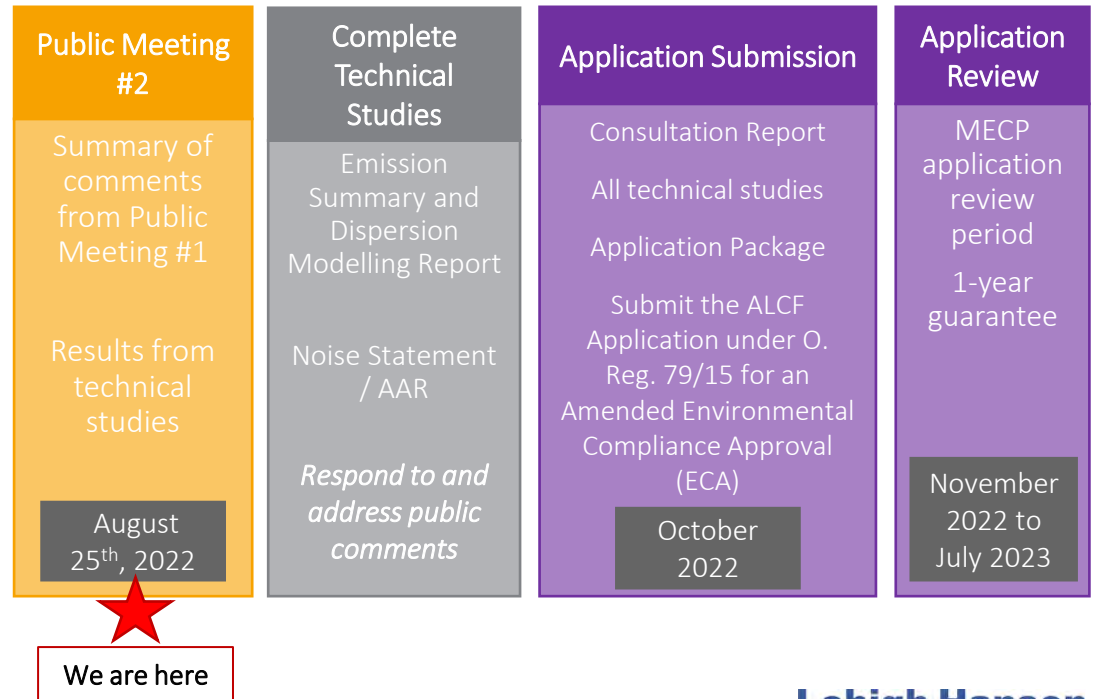 Public Meeting
#2
Summary of
comments
from Public
Meeting #1
Results from
technical
studies
August
25th, 2022
We are here
Complete
Technical
Studies
Emission
Summary and
Dispersion
Modelling Report
Noise Statement
/ AAR
Respond to and
address public
comments
Application Submission
Consultation Report
All technical studies
Application Package
Submit the ALCF
Application under O.
Reg. 79/15 for an
Amended Environmental
Compliance Approval
(ECA)
October
2022
Application
Review
MECP
application
review
period
1-year
guarantee
November
2022 to
July 2023
Lehigh Hanson